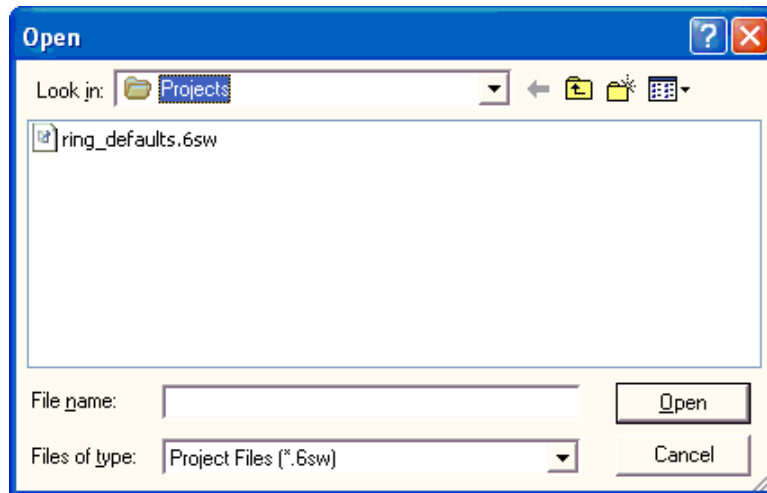 Open
Look in: Projects
ring_defaults.6sw
File name: Open
Files of type: Project Files (*.6sw) Cancel